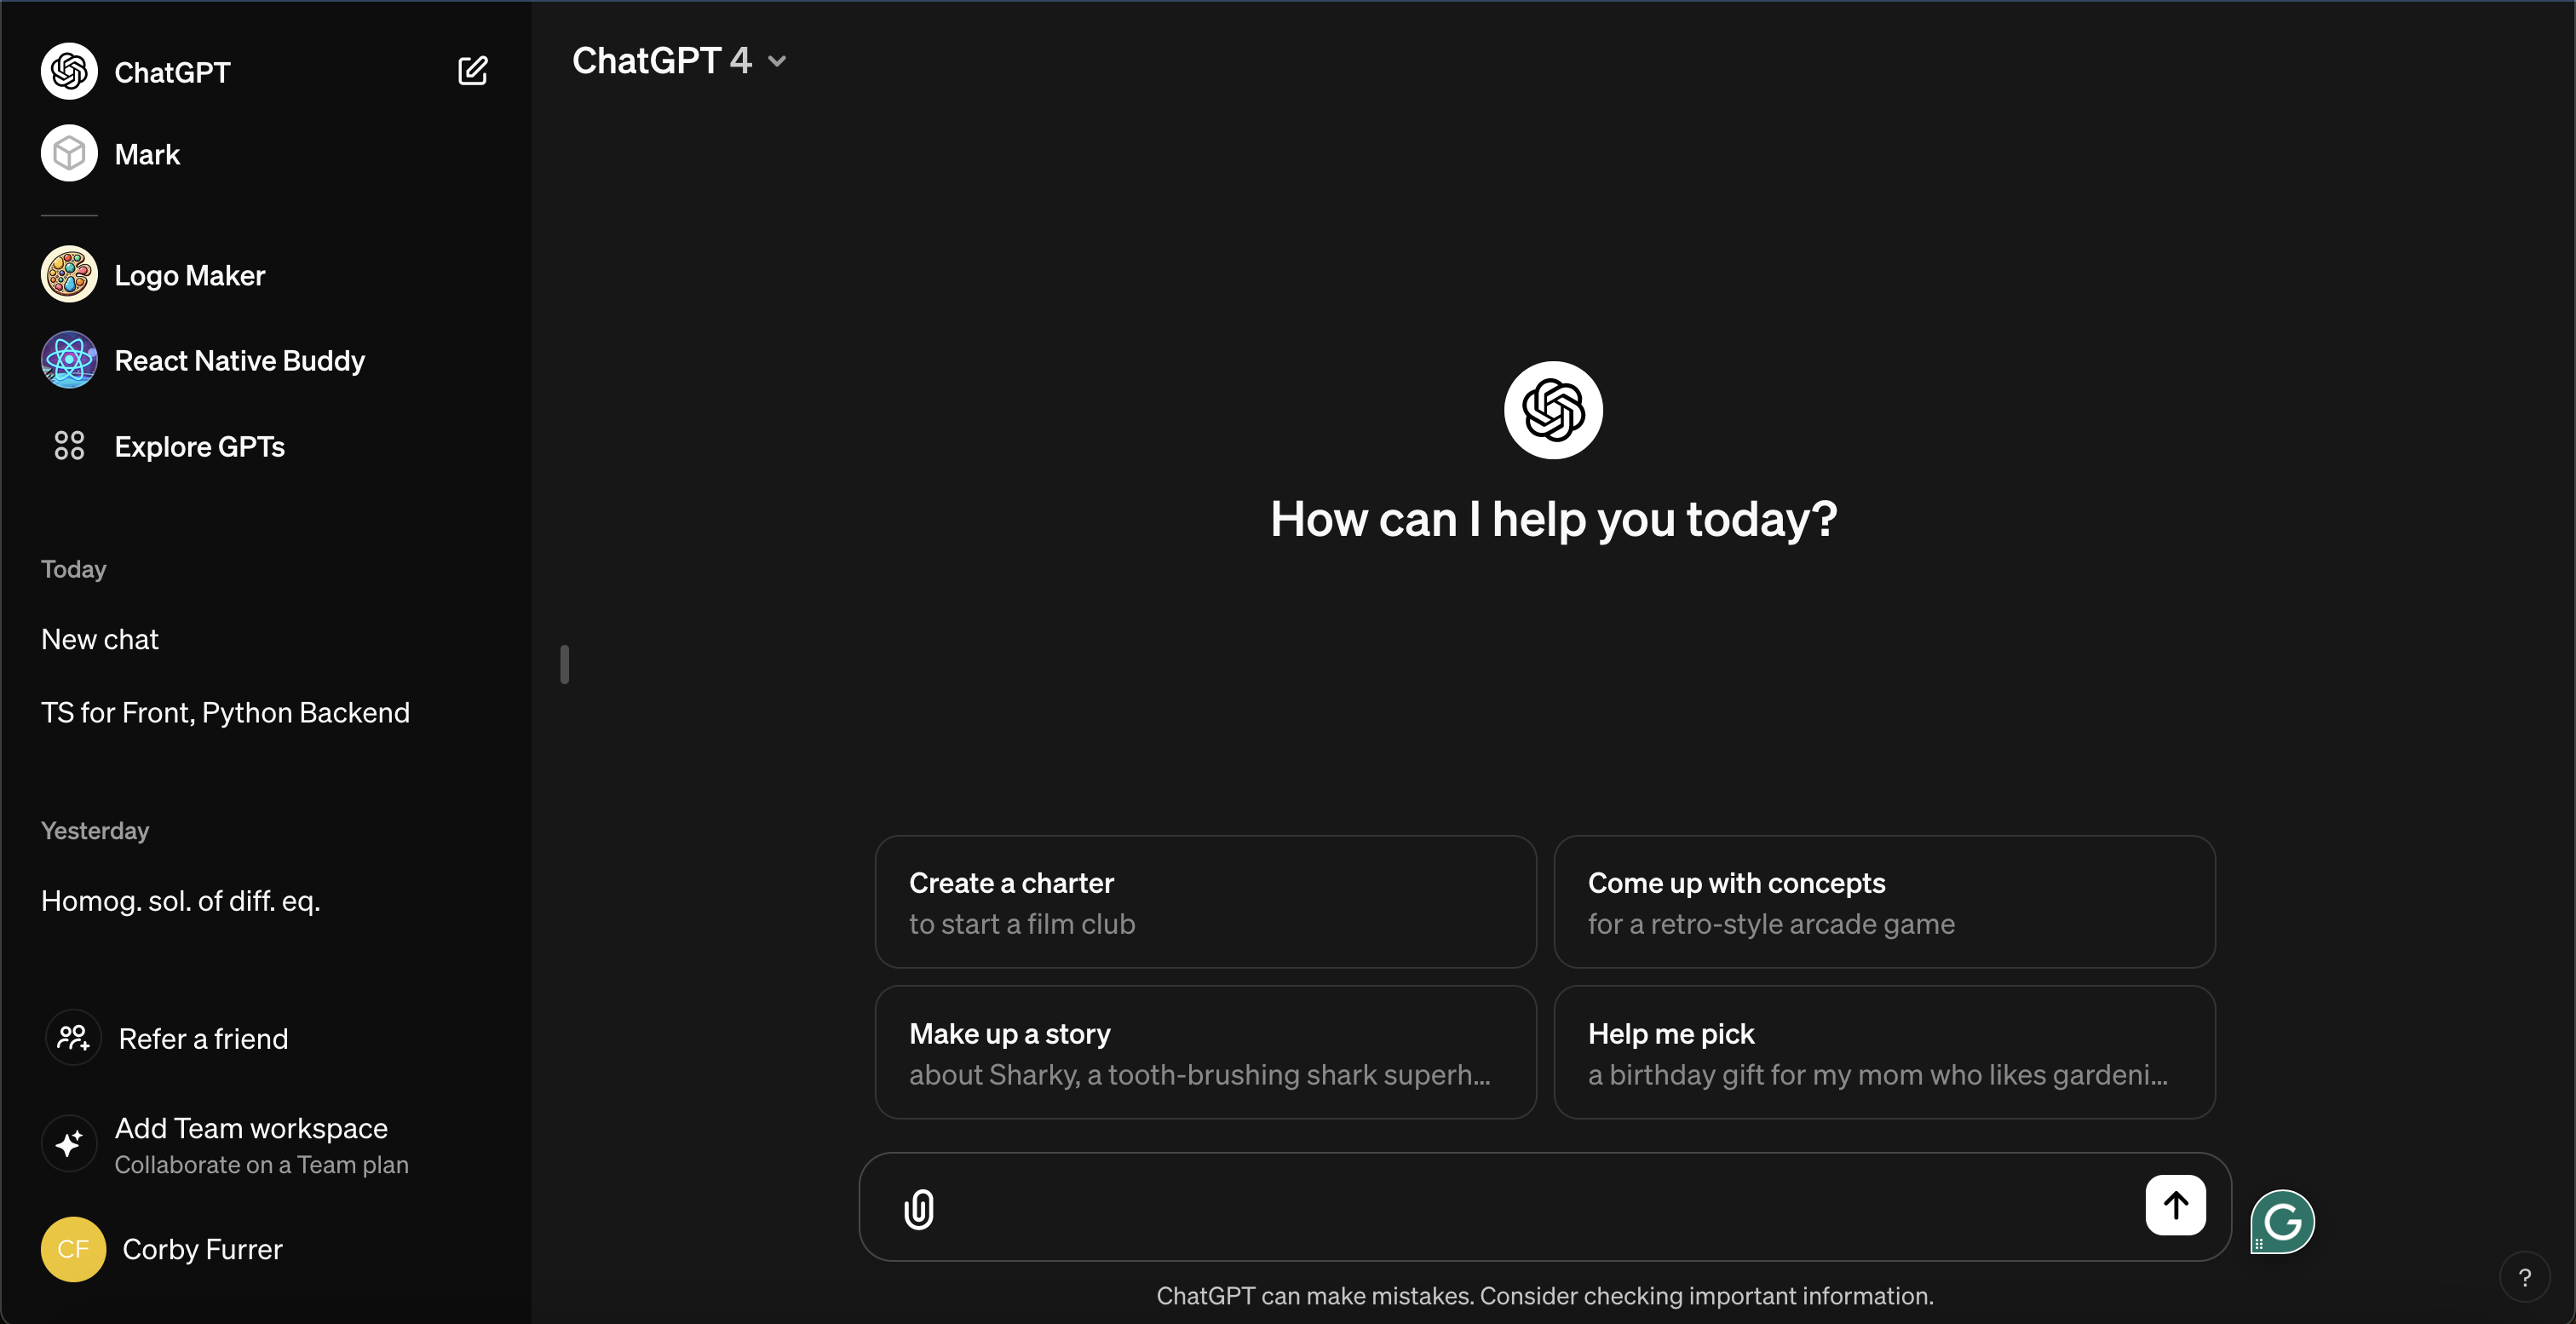 ChatGPT
Mark
Logo Maker
React Native Buddy
Explore GPTs
Today
New chat
TS for Front, Python Backend
Yesterday
Homog. sol. of diff. eq.
Refer a friend
Add Team workspace
Collaborate on a Team plan
CF
Corby Furrer
ChatGPT 4
How can I help you today?
Create a charter
to start a film club
Come up with concepts
for a retro-style arcade game
Make up a story
about Sharky, a tooth-brushing shark superh...
Help me pick
a birthday gift for my mom who likes gardeni...
G
ChatGPT can make mistakes. Consider checking important information.
?